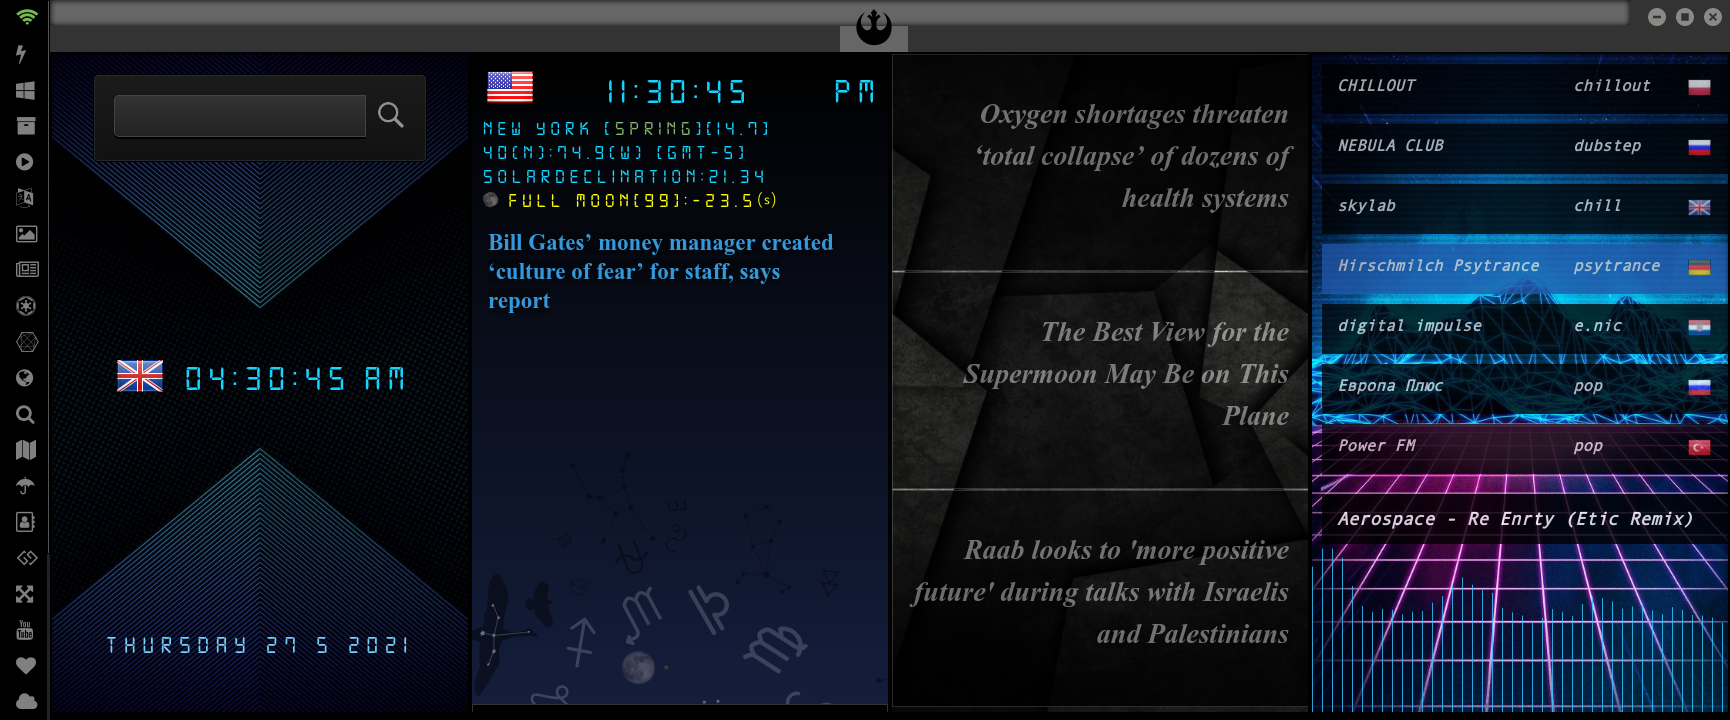 11:30:45 PM
NEW YORK [SPRING][14.7]
40(N):74.9(W) [GMT-5]
SOLARDECLINATION:21.34
FULL MOON[99]:-23.5(s)
Bill Gates’ money manager created
‘culture of fear’ for staff, says
report
04:30:45 AM
THURSDAY 27 5 2021
Oxygen shortages threaten
‘total collapse’ of dozens of
health systems
The Best View for the
Supermoon May Be on This
Plane
Raab looks to 'more positive
future' during talks with Israelis
and Palestinians
CHILLOUT chillout
NEBULA CLUB dubstep
skylab chill
Hirschmilch Psytrance psytrance
digital impulse e.nic
Европа Плюс pop
Power FM pop
Aerospace - Re Enrty (Etic Remix)
You
Tube